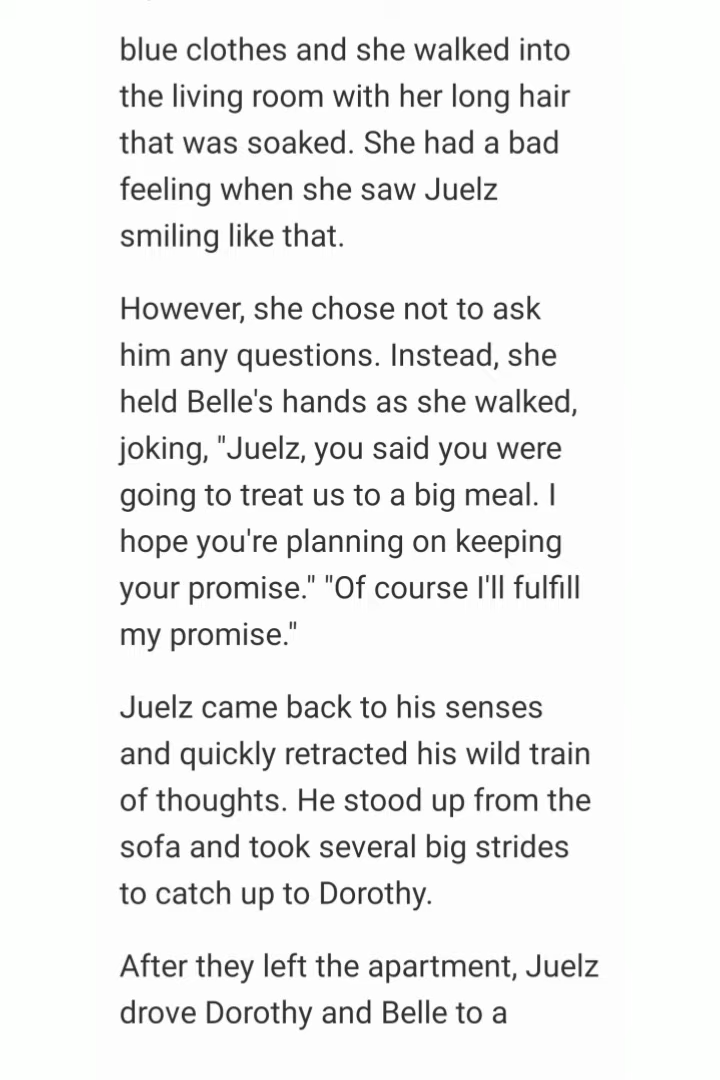 blue clothes and she walked into
the living room with her long hair
that was soaked. She had a bad
feeling when she saw Juelz
smiling like that.
However, she chose not to ask
him any questions. Instead, she
held Belle's hands as she walked,
joking, "Juelz, you said you were
going to treat us to a big meal. I
hope you're planning on keeping
your promise." "Of course I'll fulfill
my promise."
Juelz came back to his senses
and quickly retracted his wild train
of thoughts. He stood up from the
sofa and took several big strides
to catch up to Dorothy.
After they left the apartment, Juelz
drove Dorothy and Belle to a